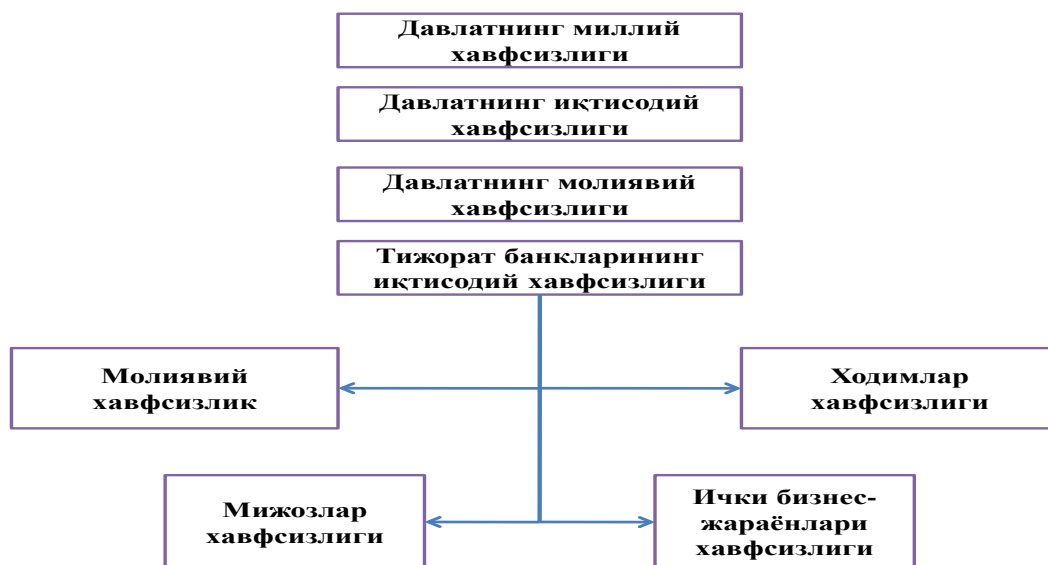 Давлатнинг миллий
хавфсизлиги
Давлатнинг иқтисодий
хавфсизлиги
Давлатнинг молиявий
хавфсизлиги
Тижорат банкларининг
иқтисодий хавфсизлиги
Молиявий
хавфсизлик
Ходимлар
хавфсизлиги
Мижозлар
хавфсизлиги
Ички бизнес-
жараёнлари
хавфсизлиги